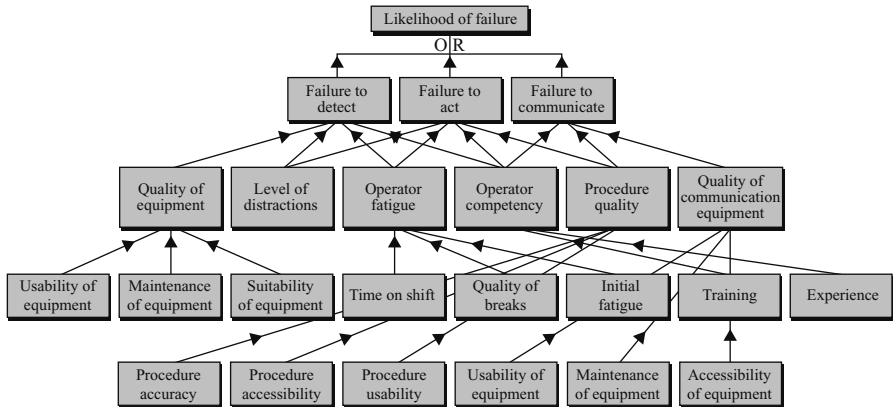 Likelihood of failure
OR
Failure to
detect
Failure to
act
Failure to
communicate
Quality of
equipment
Level of
distractions
Operator
fatigue
Operator
competency
Procedure
quality
Quality of
communication
equipment
Usability of
equipment
Maintenance
of equipment
Suitability
of equipment
Time on shift
Quality of
breaks
Initial
fatigue
Training
Experience
Procedure
accuracy
Procedure
accessibility
Procedure
usability
Usability of
equipment
Maintenance
of equipment
Accessibility
of equipment